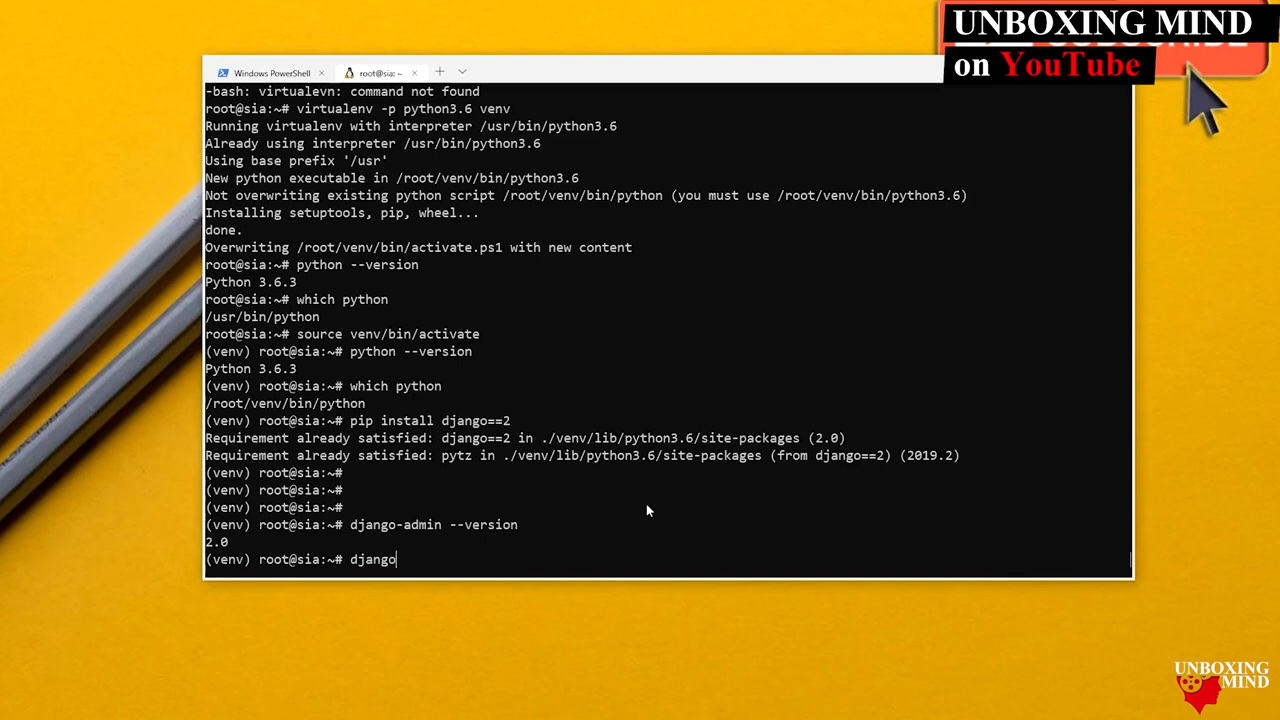 UNBOXING MIND
on YouTube
Windows PowerShell
root@sia: ~
-bash: virtualevn: command not found
root@sia:~# virtualenv -p python3.6 venv
Running virtualenv with interpreter /usr/bin/python3.6
Already using interpreter /usr/bin/python3.6
Using base prefix '/usr'
New python executable in /root/venv/bin/python3.6
Not overwriting existing python script /root/venv/bin/python (you must use /root/venv/bin/python3.6)
Installing setuptools, pip, wheel...
done.
Overwriting /root/venv/bin/activate.ps1 with new content
root@sia:~# python --version
Python 3.6.3
root@sia:~# which python
/usr/bin/python
root@sia:~# source venv/bin/activate
(venv) root@sia:~# python --version
Python 3.6.3
(venv) root@sia:~# which python
/root/venv/bin/python
(venv) root@sia:~# pip install django==2
Requirement already satisfied: django==2 in ./venv/lib/python3.6/site-packages (2.0)
Requirement already satisfied: pytz in ./venv/lib/python3.6/site-packages (from django==2) (2019.2)
(venv) root@sia:~#
(venv) root@sia:~#
(venv) root@sia:~#
(venv) root@sia:~# django-admin --version
2.0
(venv) root@sia:~# django
UNBOXING
MIND